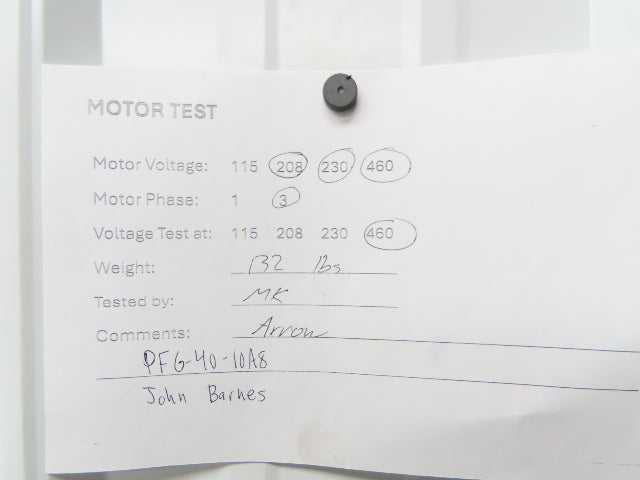 MOTOR TEST
Motor Voltage: 115 208 230 460
Motor Phase: 1 3
Voltage Test at: 115 208 230 460
Weight: 132 lbs
Tested by: MK
Comments: Arrow
PFG-40-10A8
John Barnes